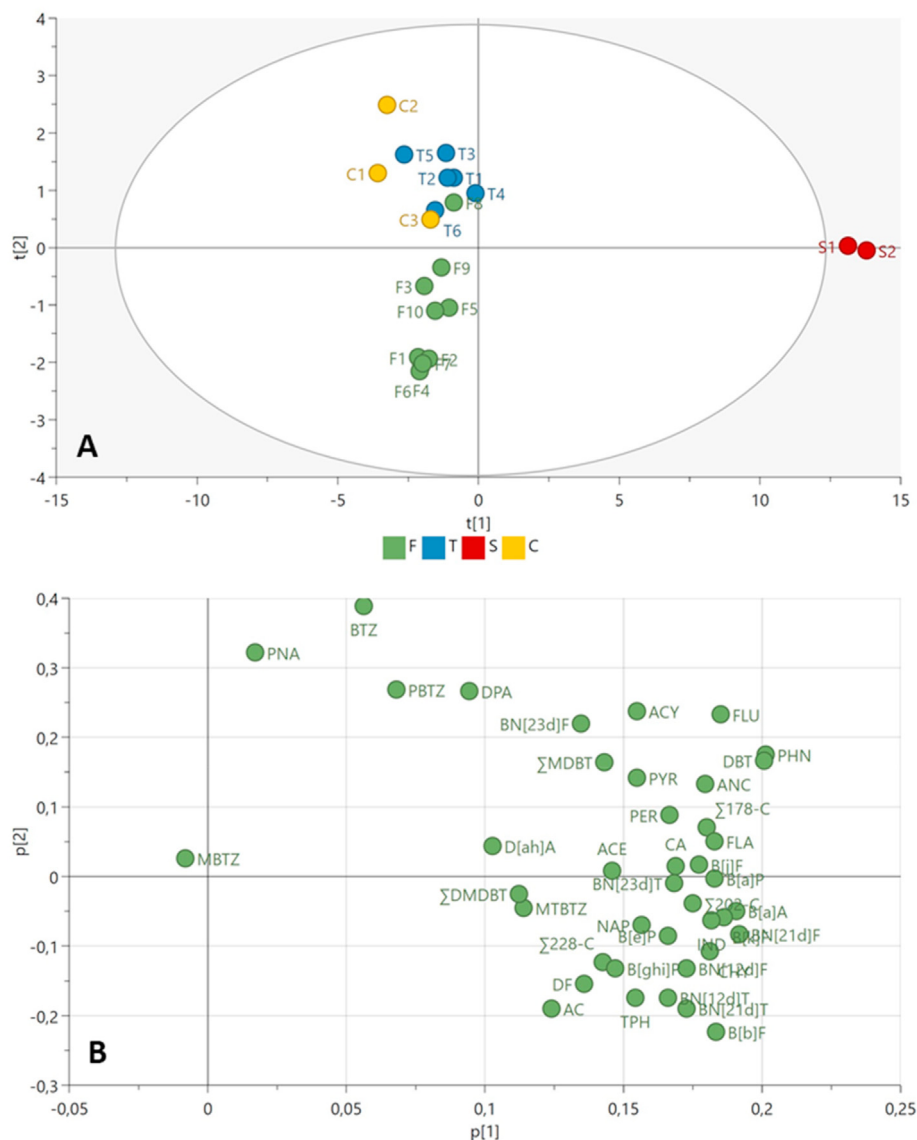 4
3
2
1
0
-1
-2
-3
-4
t[2]
C2
T5
T3
C1
T2
T1
T4
F8
C3
T6
S1
S2
F9
F3
F10
F5
F1
F2
F7
F6
F4
A
-15
-10
-5
0
5
10
15
t[1]
F T S C
0,4
0,3
0,2
0,1
0
-0,1
-0,2
-0,3
p[2]
BTZ
PNA
PBTZ
DPA
ACY
FLU
BN[23d]F
PHN
DBT
∑MDBT
PYR
ANC
PER
∑178-C
D[ah]A
ACE
CA
FLA
MBTZ
B[j]F
BN[23d]T
B[a]P
∑DMDBT
MTBTZ
∑202-C
B[a]A
NAP
B[e]P
IND
BN[21d]F
∑228-C
B[ghi]P
BN[12d]F
CHY
DF
AC
TPH
BN[12d]T
BN[21d]T
B[b]F
B
-0,05
0
0,05
0,1
0,15
0,2
0,25
p[1]